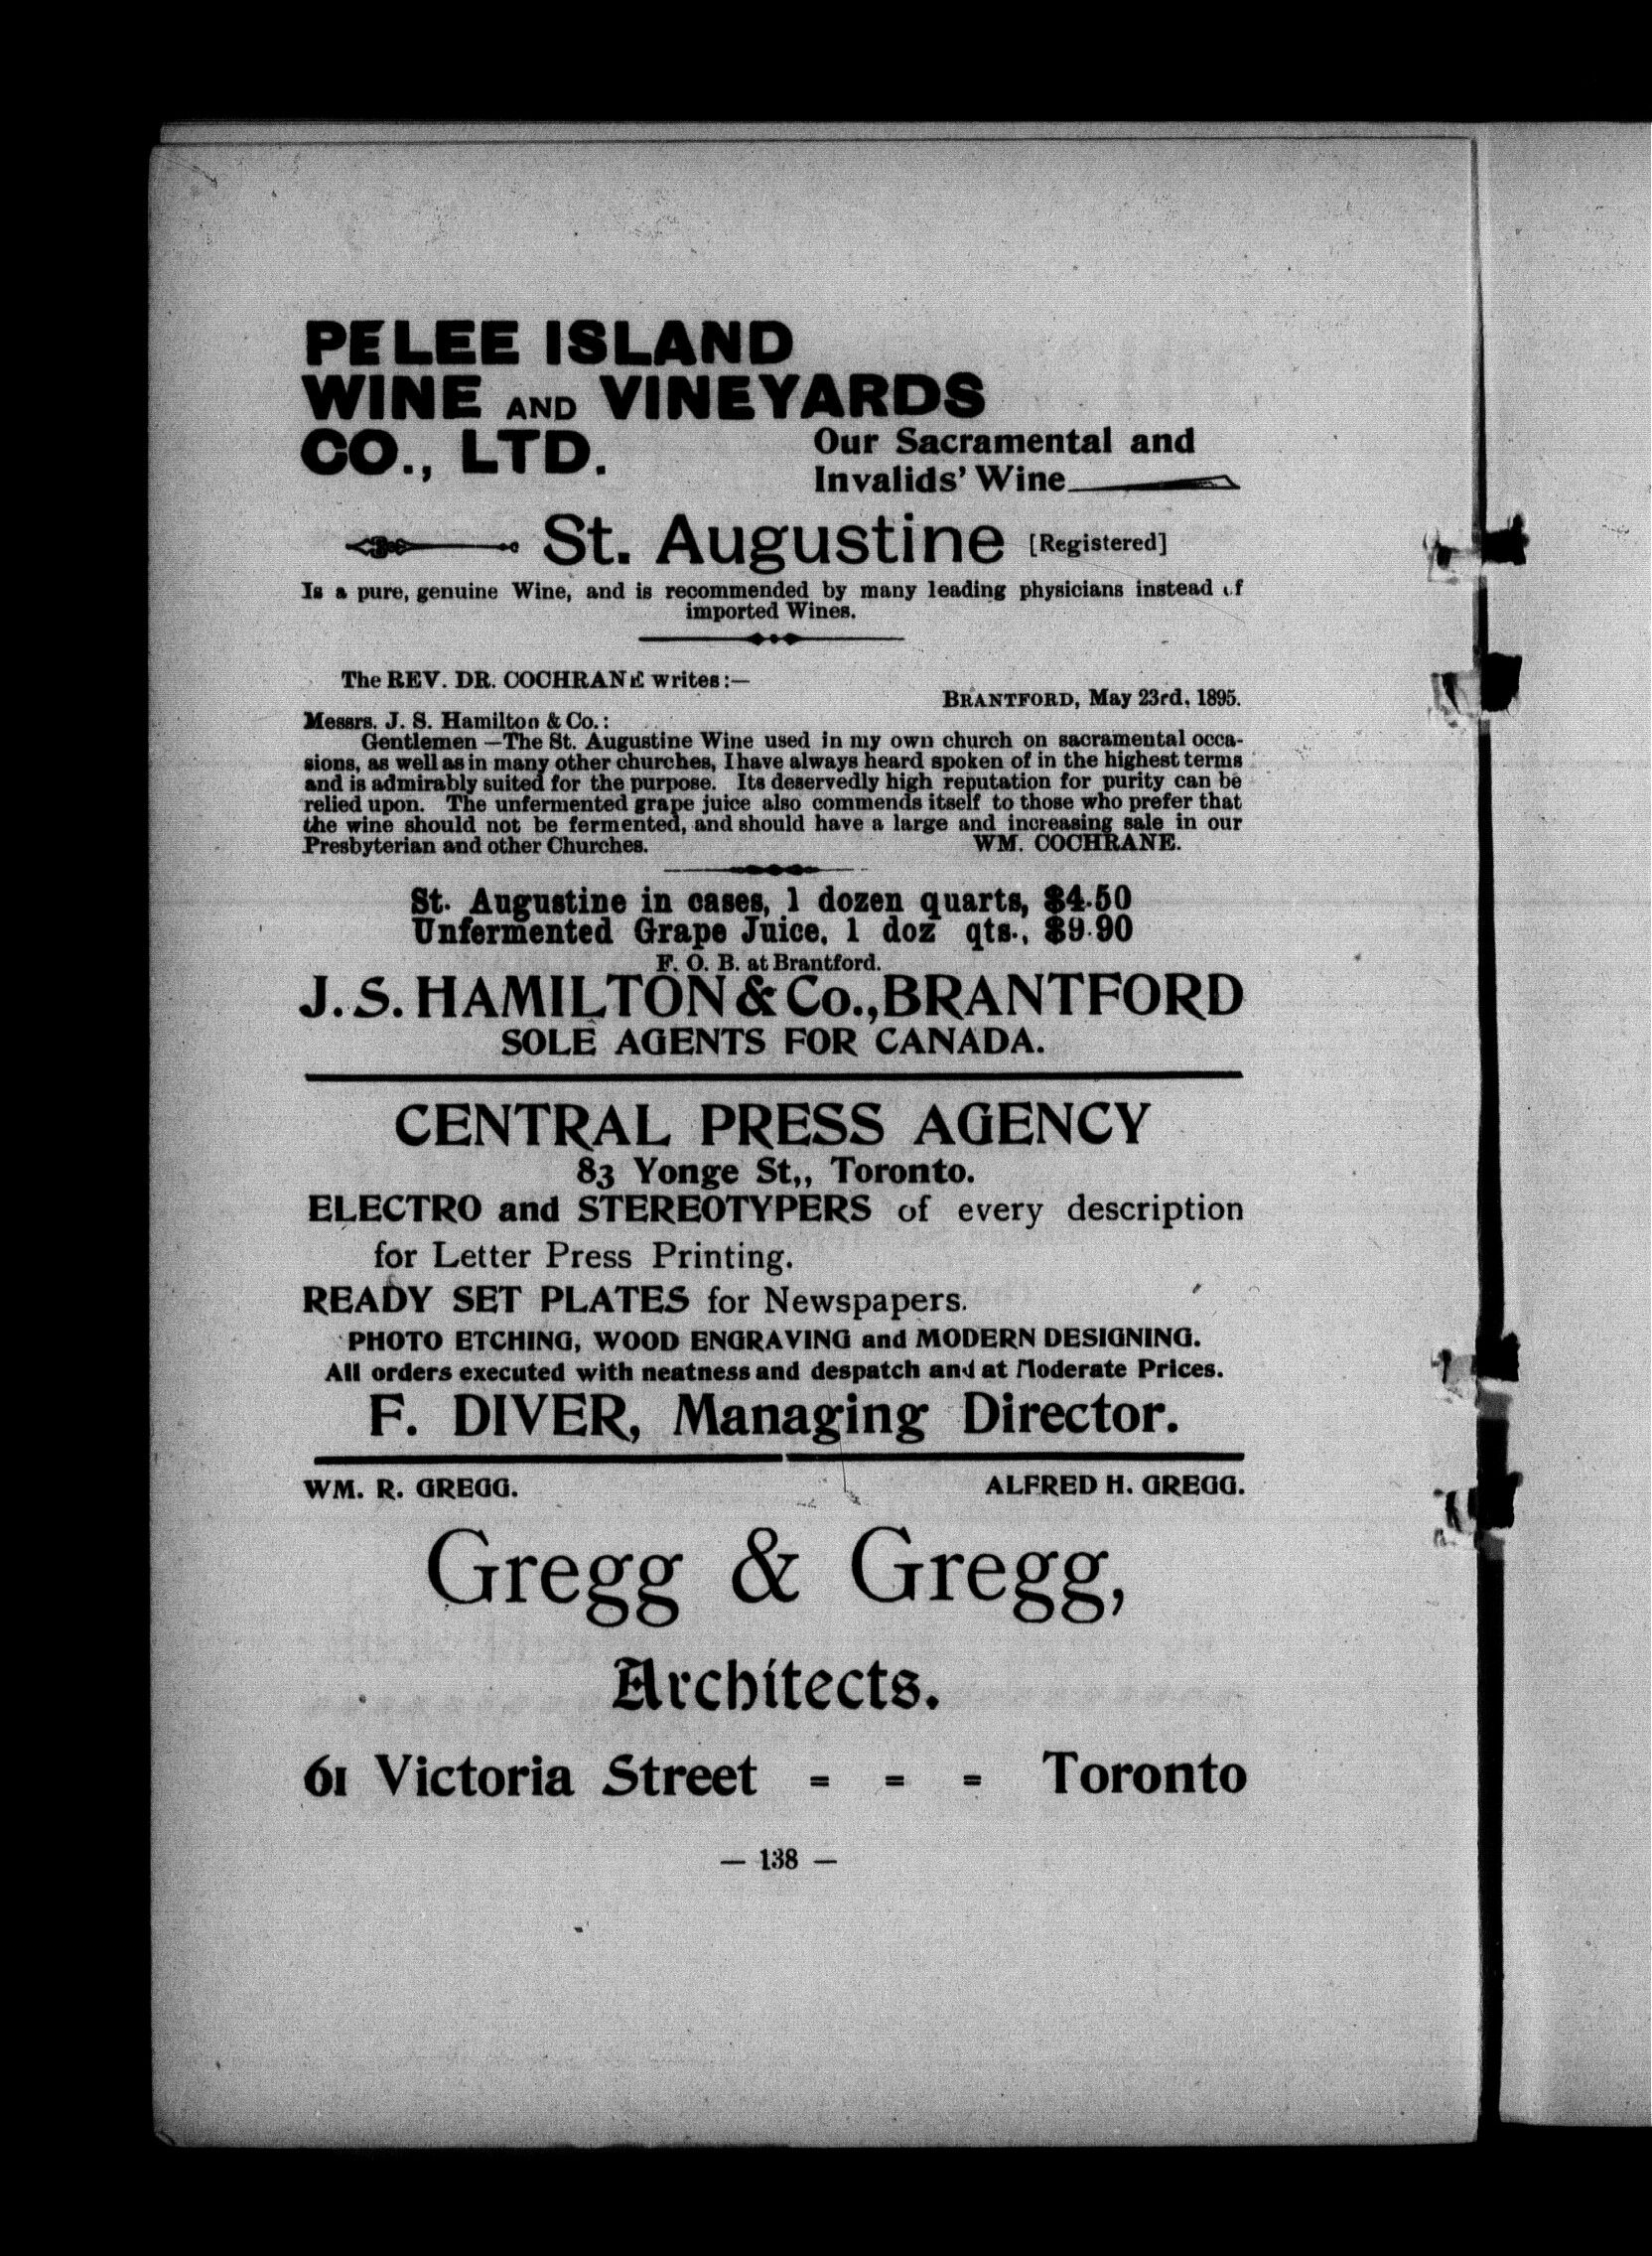 PELEE ISLAND
WINE AND VINEYARDS
CO., LTD.
Our Sacramental and
Invalids' Wine
St. Augustine [Registered]
Is a pure, genuine Wine, and is recommended by many leading physicians instead of
imported Wines.
The REV. DR. COCHRANE writes:—
BRANTFORD, May 23rd, 1895.
Messrs. J. S. Hamilton & Co.:
Gentlemen —The St. Augustine Wine used in my own church on sacramental occa-
sions, as well as in many other churches, I have always heard spoken of in the highest terms
and is admirably suited for the purpose. Its deservedly high reputation for purity can be
relied upon. The unfermented grape juice also commends itself to those who prefer that
the wine should not be fermented, and should have a large and increasing sale in our
Presbyterian and other Churches. WM. COCHRANE.
St. Augustine in cases, 1 dozen quarts, $4.50
Unfermented Grape Juice, 1 doz qts., $9.90
F. O. B. at Brantford.
J. S. HAMILTON & Co., BRANTFORD
SOLE AGENTS FOR CANADA.
CENTRAL PRESS AGENCY
83 Yonge St,, Toronto.
ELECTRO and STEREOTYPERS of every description
for Letter Press Printing.
READY SET PLATES for Newspapers.
PHOTO ETCHING, WOOD ENGRAVING and MODERN DESIGNING.
All orders executed with neatness and despatch and at Moderate Prices.
F. DIVER, Managing Director.
WM. R. GREGG. ALFRED H. GREGG.
Gregg & Gregg,
Architects.
61 Victoria Street = = = Toronto
— 138 —